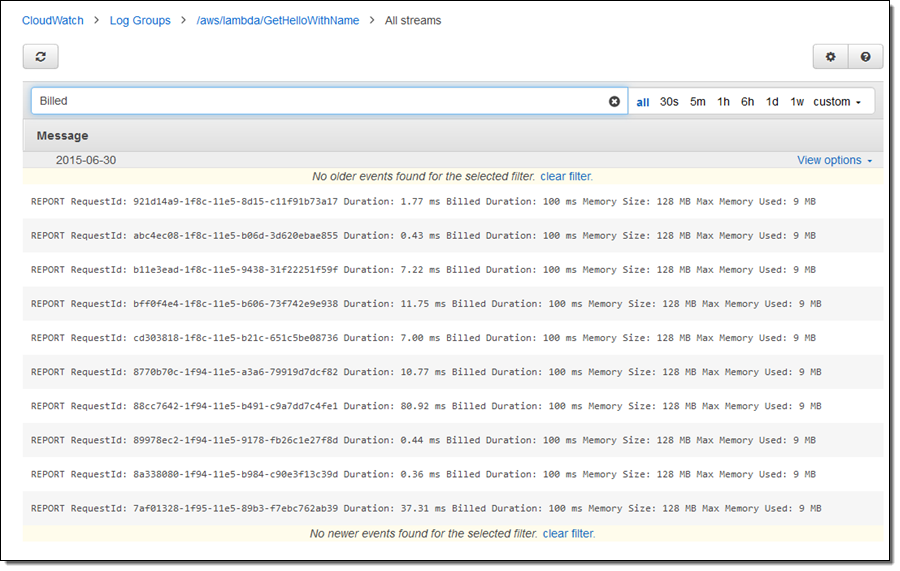 CloudWatch > Log Groups > /aws/lambda/GetHelloWithName > All streams
Billed all 30s 5m 1h 6h 1d 1w custom
Message
2015-06-30 View options
No older events found for the selected filter. clear filter.
REPORT RequestId: 921d14a9-1f8c-11e5-8d15-c11f91b73a17 Duration: 1.77 ms Billed Duration: 100 ms Memory Size: 128 MB Max Memory Used: 9 MB
REPORT RequestId: abc4ec08-1f8c-11e5-b06d-3d620ebae855 Duration: 0.43 ms Billed Duration: 100 ms Memory Size: 128 MB Max Memory Used: 9 MB
REPORT RequestId: b11e3ead-1f8c-11e5-9438-31f22251f59f Duration: 7.22 ms Billed Duration: 100 ms Memory Size: 128 MB Max Memory Used: 9 MB
REPORT RequestId: bff0f4e4-1f8c-11e5-b606-73f742e9e938 Duration: 11.75 ms Billed Duration: 100 ms Memory Size: 128 MB Max Memory Used: 9 MB
REPORT RequestId: cd303818-1f8c-11e5-b21c-651c5be08736 Duration: 7.00 ms Billed Duration: 100 ms Memory Size: 128 MB Max Memory Used: 9 MB
REPORT RequestId: 8770b70c-1f94-11e5-a3a6-79919d7dcf82 Duration: 10.77 ms Billed Duration: 100 ms Memory Size: 128 MB Max Memory Used: 9 MB
REPORT RequestId: 88cc7642-1f94-11e5-b491-c9a7dd7c4fe1 Duration: 80.92 ms Billed Duration: 100 ms Memory Size: 128 MB Max Memory Used: 9 MB
REPORT RequestId: 89978ec2-1f94-11e5-9178-fb26c1e27f8d Duration: 0.44 ms Billed Duration: 100 ms Memory Size: 128 MB Max Memory Used: 9 MB
REPORT RequestId: 8a338080-1f94-11e5-b984-c90e3f13c39d Duration: 0.36 ms Billed Duration: 100 ms Memory Size: 128 MB Max Memory Used: 9 MB
REPORT RequestId: 7af01328-1f95-11e5-89b3-f7ebc762ab39 Duration: 37.31 ms Billed Duration: 100 ms Memory Size: 128 MB Max Memory Used: 9 MB
No newer events found for the selected filter. clear filter.